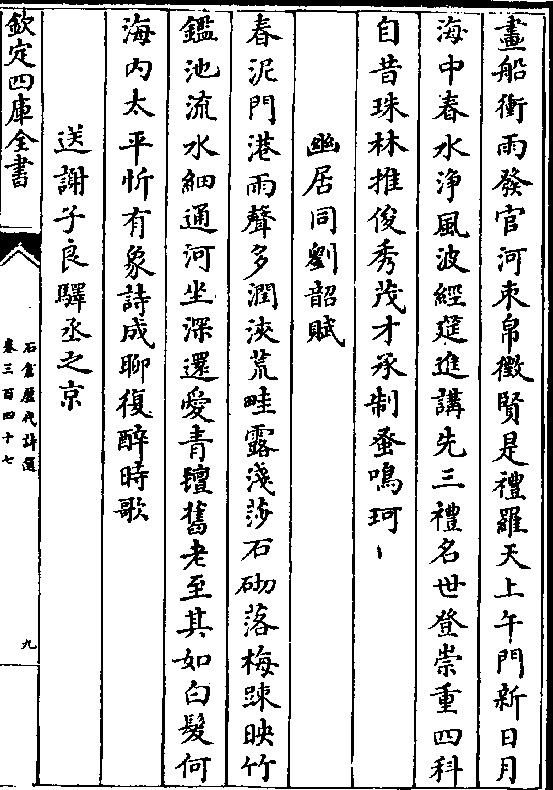 畫船衝雨發官河束帛徵賢是禮羅天上午門新日月
海中春水淨風波經筵進講先三禮名世登崇重四科
自昔珠林推俊秀茂才承制蚤鳴珂
幽居同劉韶賦
春泥門港雨聲多潤浹荒畦露淺莎石砌落梅踈映竹
鑑池流水細通河坐深還愛青氊舊老至其如白髮何
海内太平忻有象詩成聊復醉時歌
送謝子良驛丞之京
欽定四庫全書
石倉歷代詩選
卷三百四十七
九